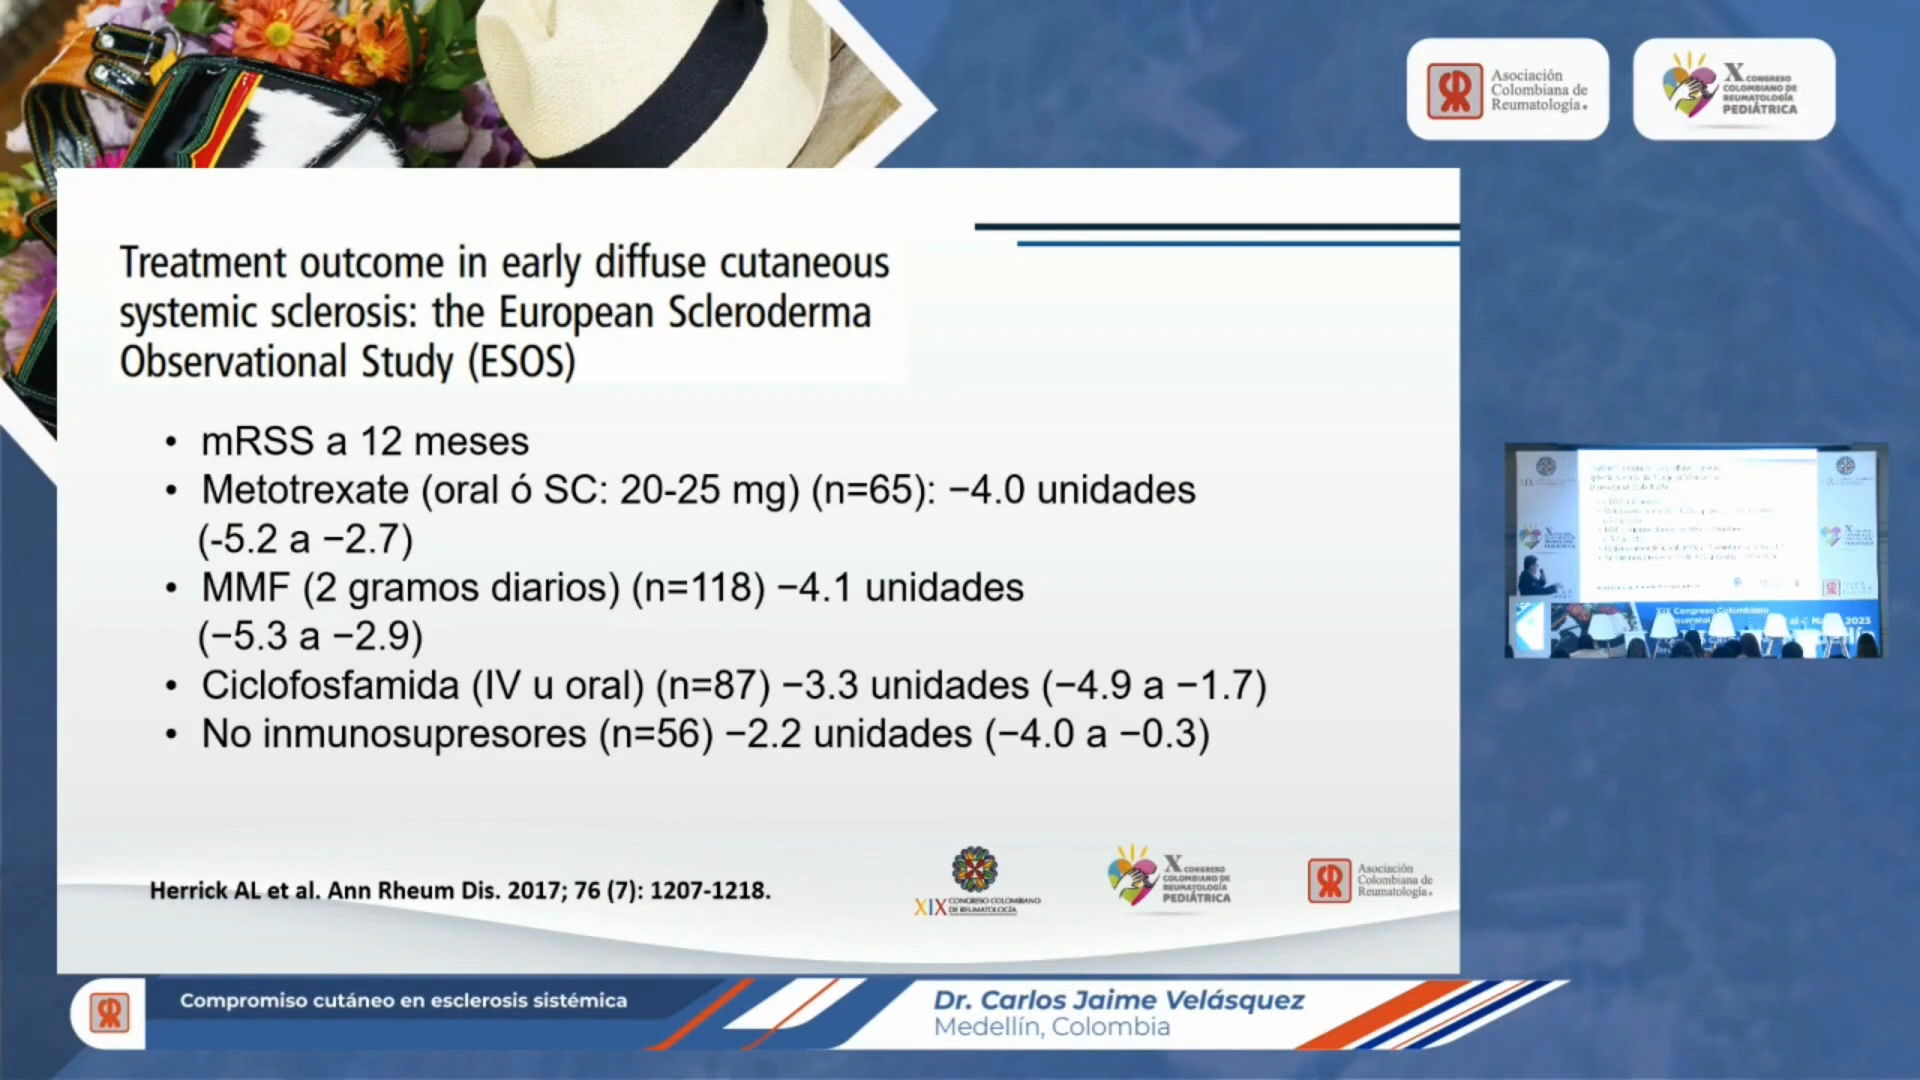 Asociación
Colombiana de
Reumatología.
X CONGRESO
COLOMBIANO DE
REUMATOLOGÍA
PEDIÁTRICA
Treatment outcome in early diffuse cutaneous
systemic sclerosis: the European Scleroderma
Observational Study (ESOS)
• mRSS a 12 meses
• Metotrexate (oral ó SC: 20-25 mg) (n=65): −4.0 unidades
(-5.2 a −2.7)
• MMF (2 gramos diarios) (n=118) −4.1 unidades
(−5.3 a −2.9)
• Ciclofosfamida (IV u oral) (n=87) −3.3 unidades (−4.9 a −1.7)
• No inmunosupresores (n=56) −2.2 unidades (−4.0 a −0.3)
Herrick AL et al. Ann Rheum Dis. 2017; 76 (7): 1207-1218.
XIX CONGRESO COLOMBIANO
DE REUMATOLOGÍA
X CONGRESO
COLOMBIANO DE
REUMATOLOGÍA
PEDIÁTRICA
Asociación
Colombiana de
Reumatología.
XIX Congreso Colombiano
2023
Compromiso cutáneo en esclerosis sistémica
Dr. Carlos Jaime Velásquez
Medellín, Colombia